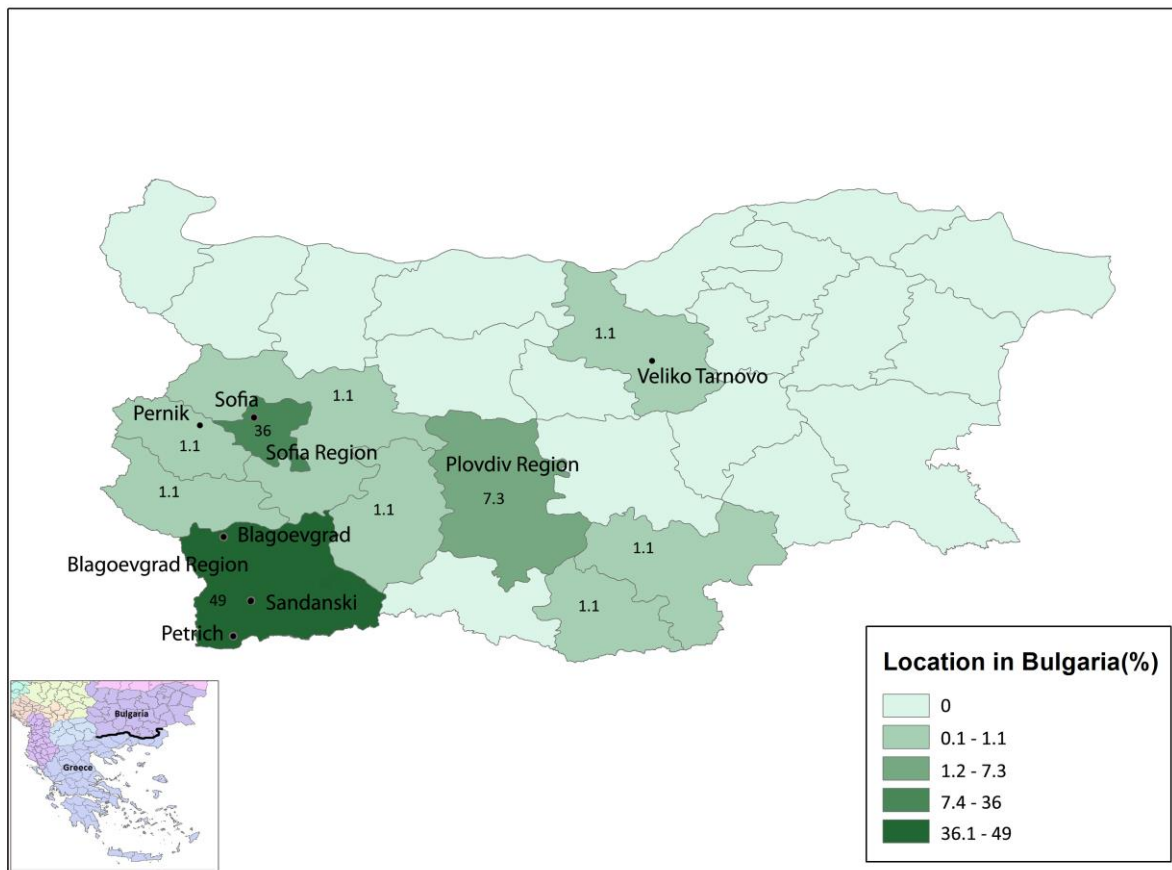 1.1
Veliko Tarnovo
Sofia
1.1
Pernik
36
1.1
Sofia Region
Plovdiv Region
1.1
7.3
1.1
Blagoevgrad
1.1
Blagoevgrad Region
49
Sandanski
1.1
Petrich
Location in Bulgaria(%)
0
0.1 - 1.1
1.2 - 7.3
7.4 - 36
36.1 - 49
Bulgaria
Greece